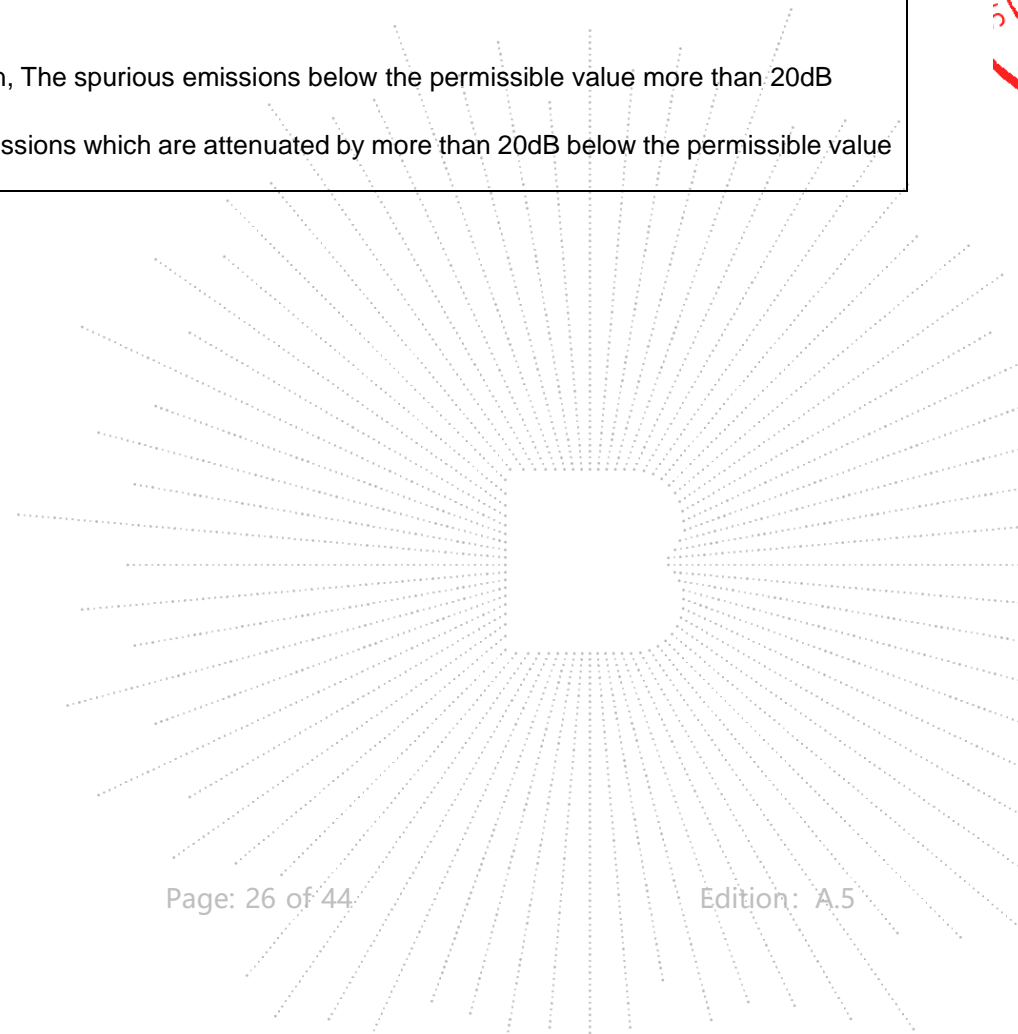 , The spurious emissions below the permissible value more than 20dB
ssions which are attenuated by more than 20dB below the permissible value
Page: 26 of 44
Edition: A.5